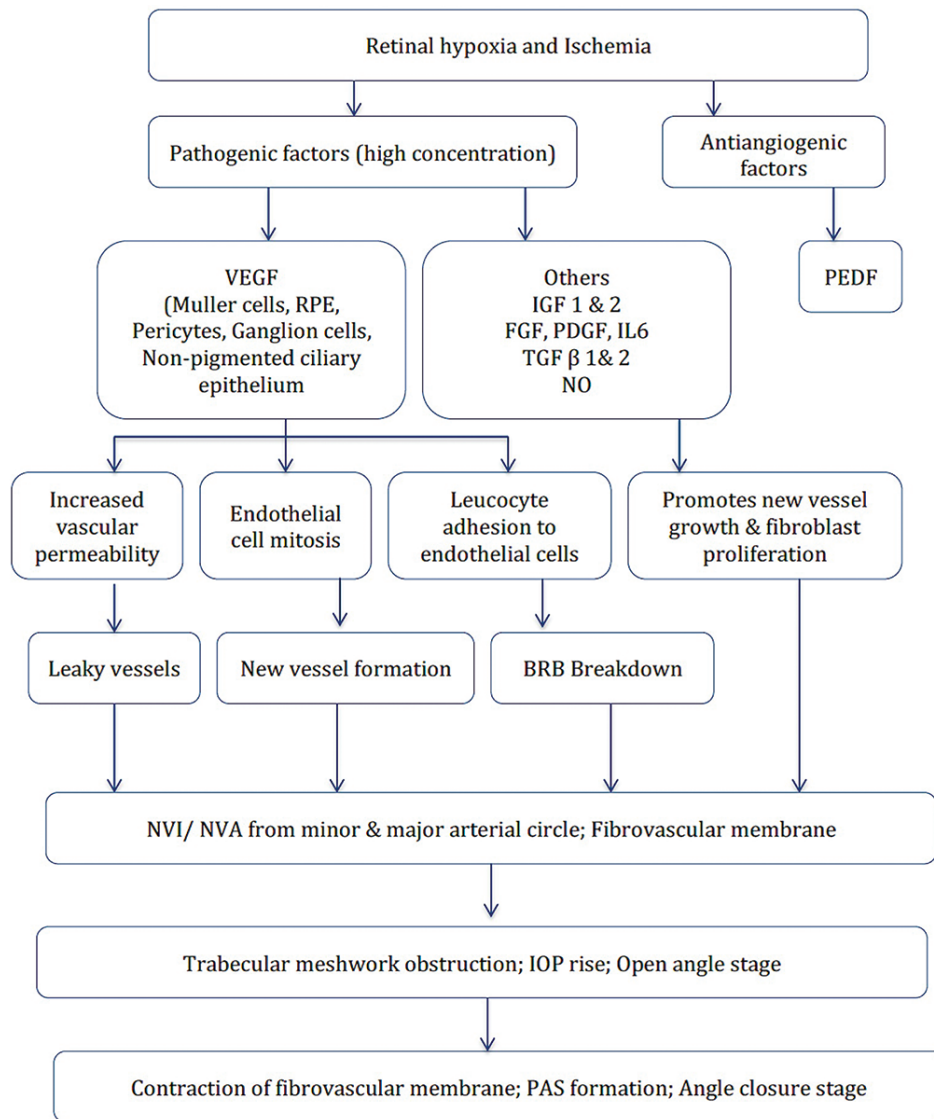 Retinal hypoxia and Ischemia
Pathogenic factors (high concentration)
Antiangiogenic
factors
VEGF
(Muller cells, RPE,
Pericytes, Ganglion cells,
Non-pigmented ciliary
epithelium
Others
IGF 1 & 2
FGF, PDGF, IL6
TGF β 1& 2
NO
PEDF
Increased
vascular
permeability
Endothelial
cell mitosis
Leucocyte
adhesion to
endothelial cells
Promotes new vessel
growth & fibroblast
proliferation
Leaky vessels
New vessel formation
BRB Breakdown
NVI/ NVA from minor & major arterial circle; Fibrovascular membrane
Trabecular meshwork obstruction; IOP rise; Open angle stage
Contraction of fibrovascular membrane; PAS formation; Angle closure stage